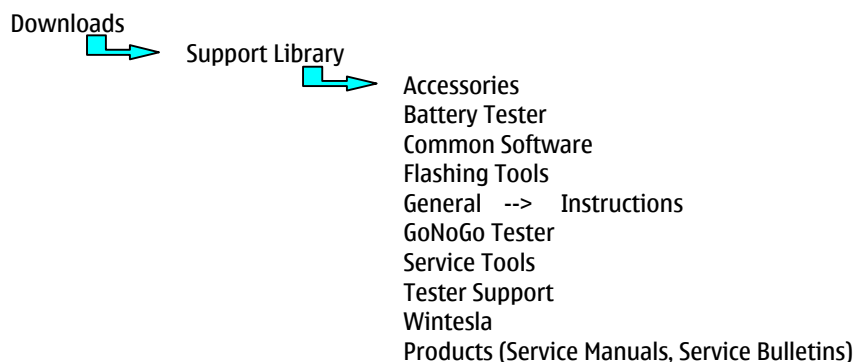 Downloads
Support Library
Accessories
Battery Tester
Common Software
Flashing Tools
General --> Instructions
GoNoGo Tester
Service Tools
Tester Support
Wintesla
Products (Service Manuals, Service Bulletins)